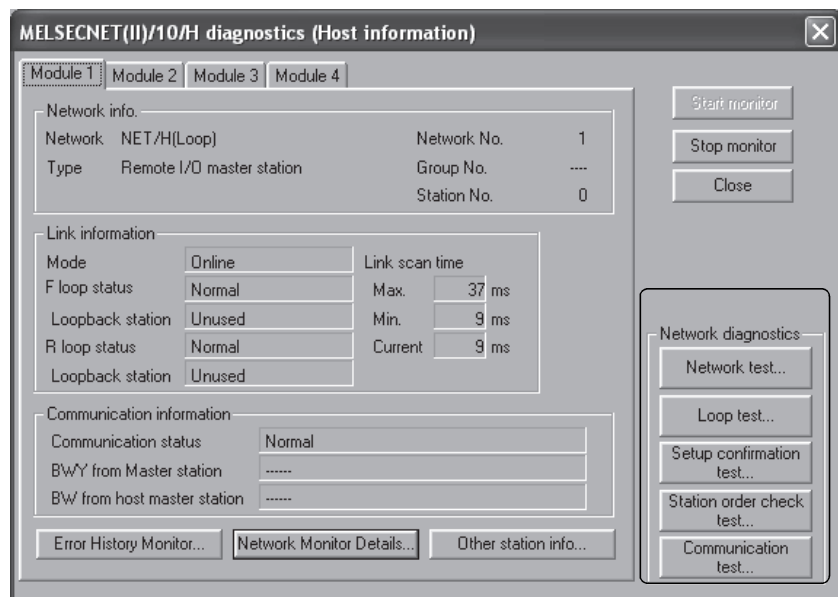 MELSECNET(II)/10/H diagnostics (Host information)
Module 1 Module 2 Module 3 Module 4
Network info.
Network NET/H(Loop) Network No. 1
Type Remote I/O master station Group No. ----
Station No. 0
Link information
Mode Online Link scan time
F loop status Normal Max. 37 ms
Loopback station Unused Min. 9 ms
R loop status Normal Current 9 ms
Loopback station Unused
Communication information
Communication status Normal
BWY from Master station ------
BW from host master station ------
Error History Monitor... Network Monitor Details... Other station info...
Start monitor
Stop monitor
Close
Network diagnostics
Network test...
Loop test...
Setup confirmation
test...
Station order check
test...
Communication
test...